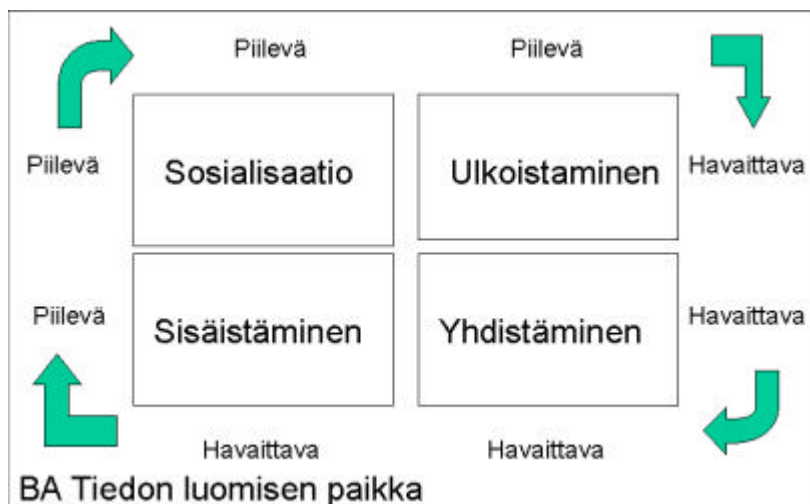 Piilevä Piilevä
Piilevä Sosialisaatio Ulkoistaminen Havaittava
Piilevä Sisäistäminen Yhdistäminen Havaittava
Havaittava Havaittava
BA Tiedon luomisen paikka